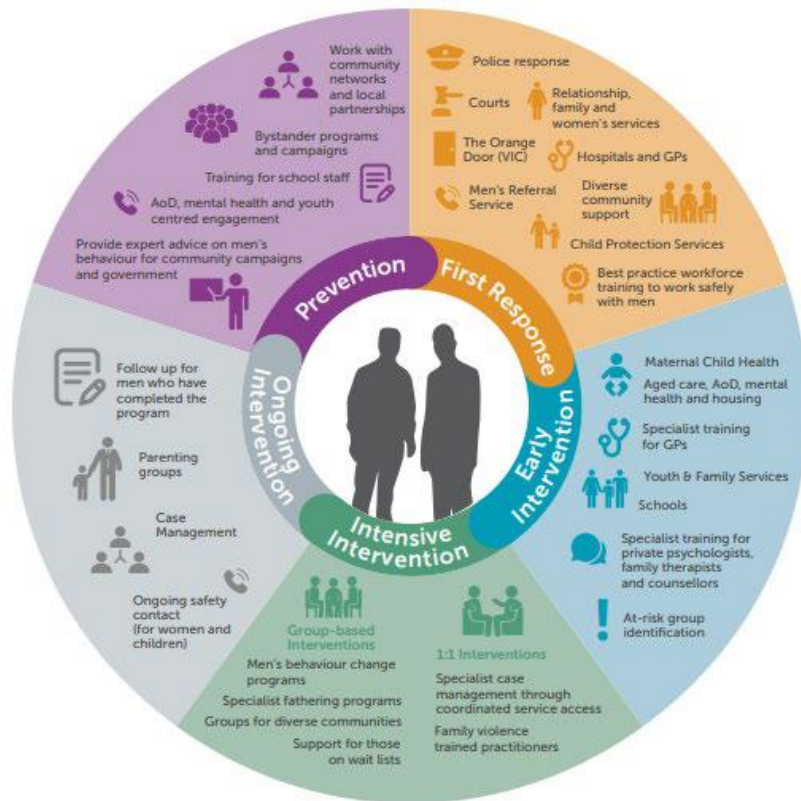 Work with
community
networks
and local
partnerships
Bystander programs
and campaigns
Training for school staff
AoD, mental health and youth
centred engagement
Provide expert advice on men's
behaviour for community campaigns
and government
Prevention
Police response
Courts
Relationship,
family and
women's services
The Orange
Door (VIC)
Hospitals and GPs
Men's Referral
Service
Diverse
community
support
Child Protection Services
Best practice workforce
training to work safely
with men
First Response
Maternal Child Health
Aged care, AoD, mental
health and housing
Specialist training
for GPs
Youth & Family Services
Schools
Specialist training for
private psychologists,
family therapists
and counsellors
At-risk group
identification
Early
Intervention
Intensive
Intervention
Group-based
Interventions
Men's behaviour change
programs
Specialist fathering programs
Groups for diverse communities
Support for those
on wait lists
1:1 Interventions
Specialist case
management through
coordinated service access
Family violence
trained practitioners
Ongoing
Intervention
Follow up for
men who have
completed the
program
Parenting
groups
Case
Management
Ongoing safety
contact
(for women and
children)